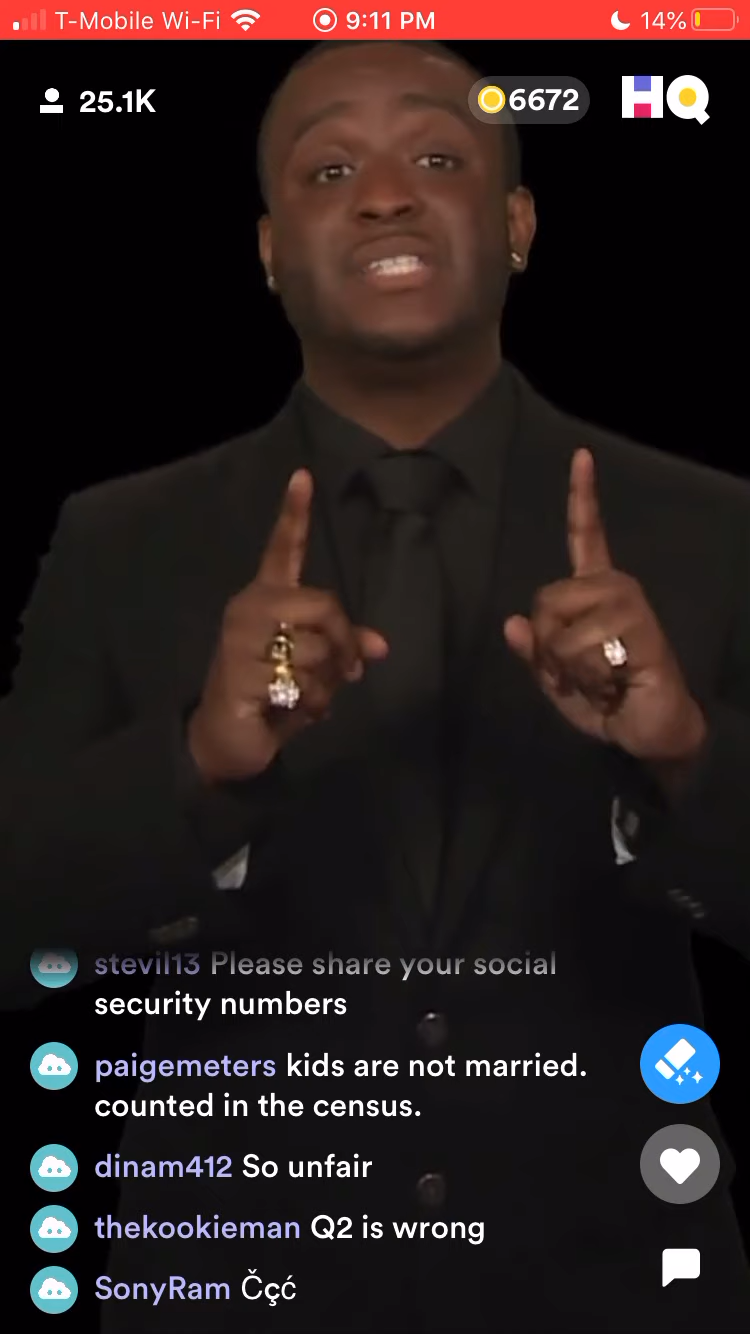 T-Mobile Wi-Fi 9:11 PM 14%
25.1K 6672 HQ
stevil13 Please share your social
security numbers
paigemeters kids are not married.
counted in the census.
dinam412 So unfair
thekookieman Q2 is wrong
SonyRam Čçć